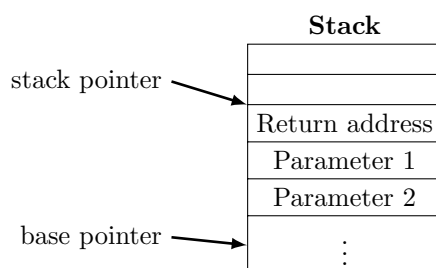 Stack
stack pointer
Return address
Parameter 1
Parameter 2
base pointer
⋮